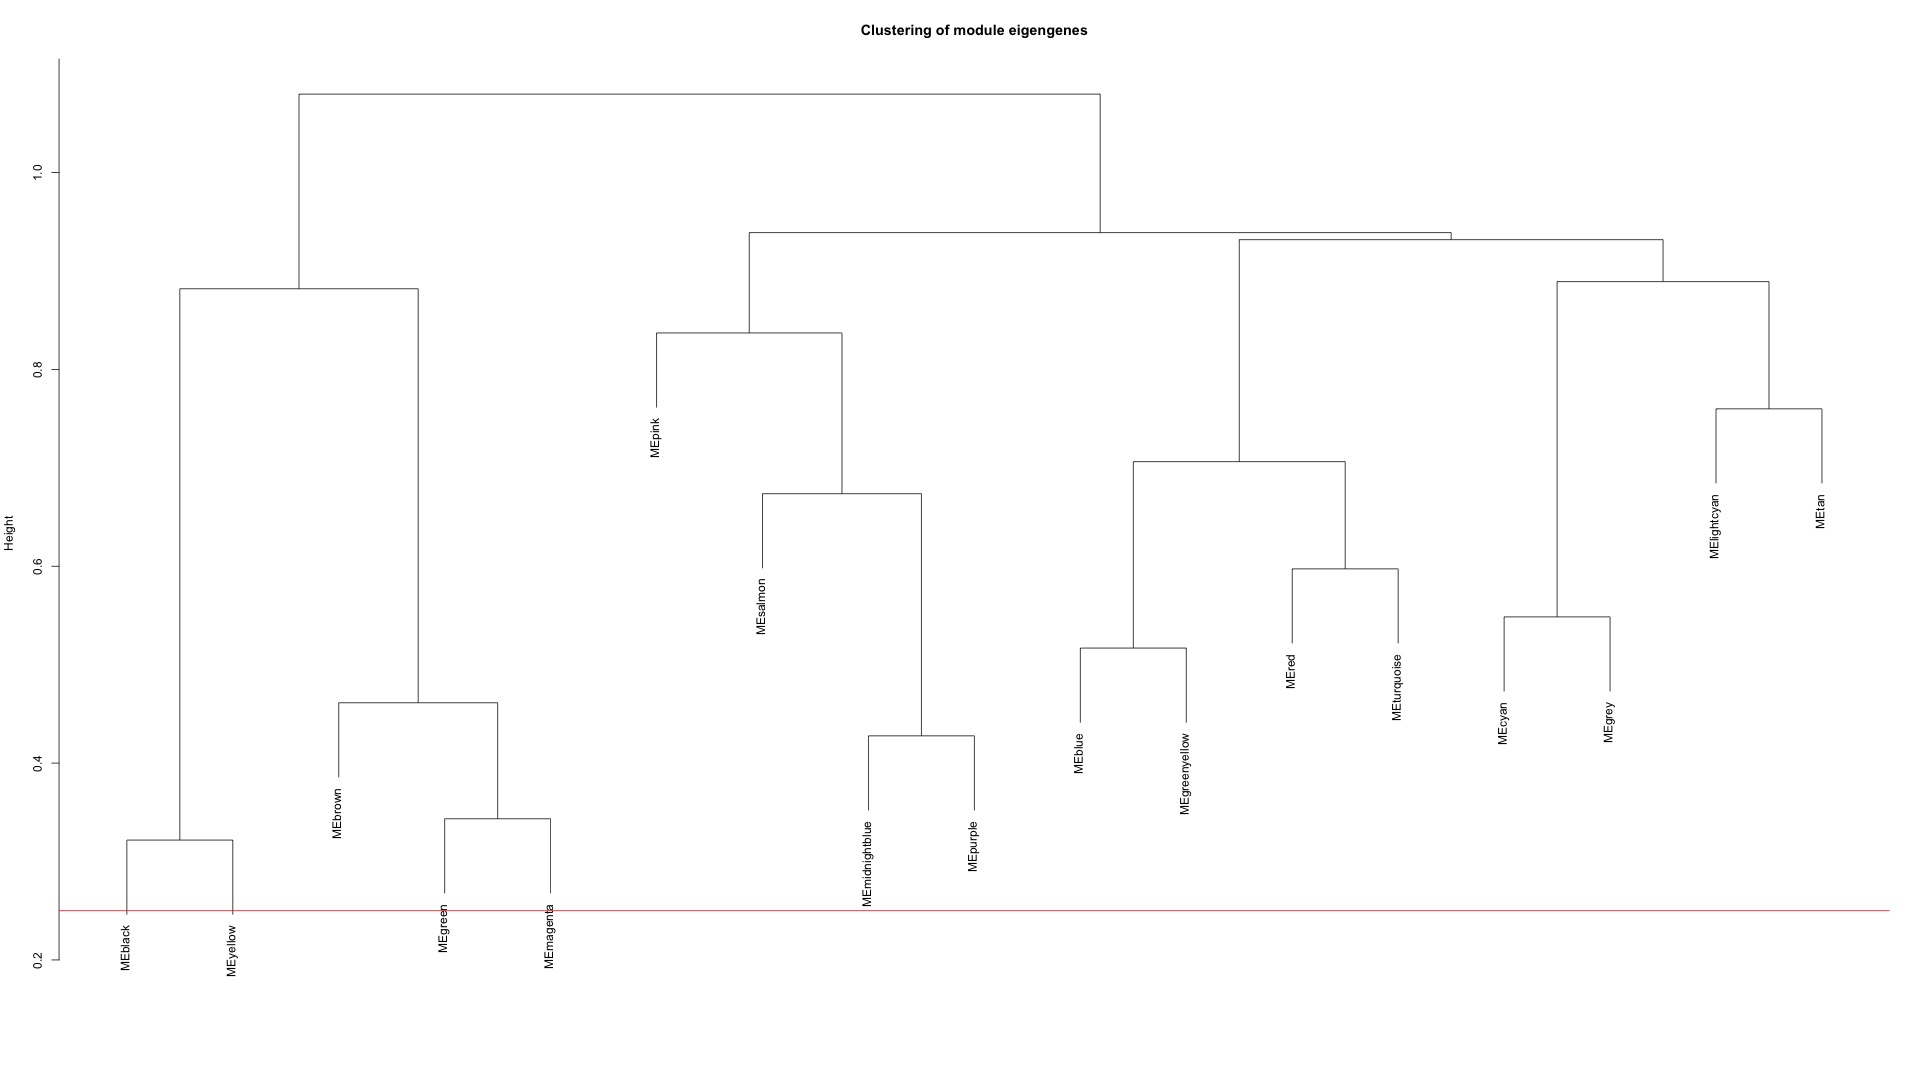 Clustering of module eigengenes
Height
1.0
0.8
0.6
0.4
0.2
MEblack
MEyellow
MEbrown
MEgreen
MEmagenta
MEpink
MEsalmon
MEmidnightblue
MEpurple
MEblue
MEgreenyellow
MEred
MEturquoise
MEcyan
MEgrey
MElightcyan
MEtan